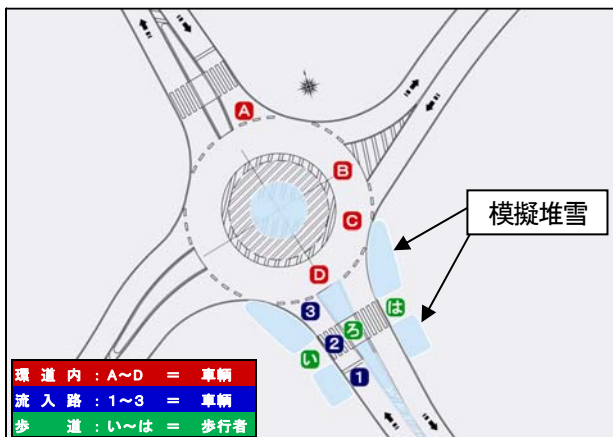 A
B
C
D
模擬堆雪
3
2
1
い
ろ
は
環道内：A～D ＝ 車輌
流入路：1～3 ＝ 車輌
歩道：い～は ＝ 歩行者